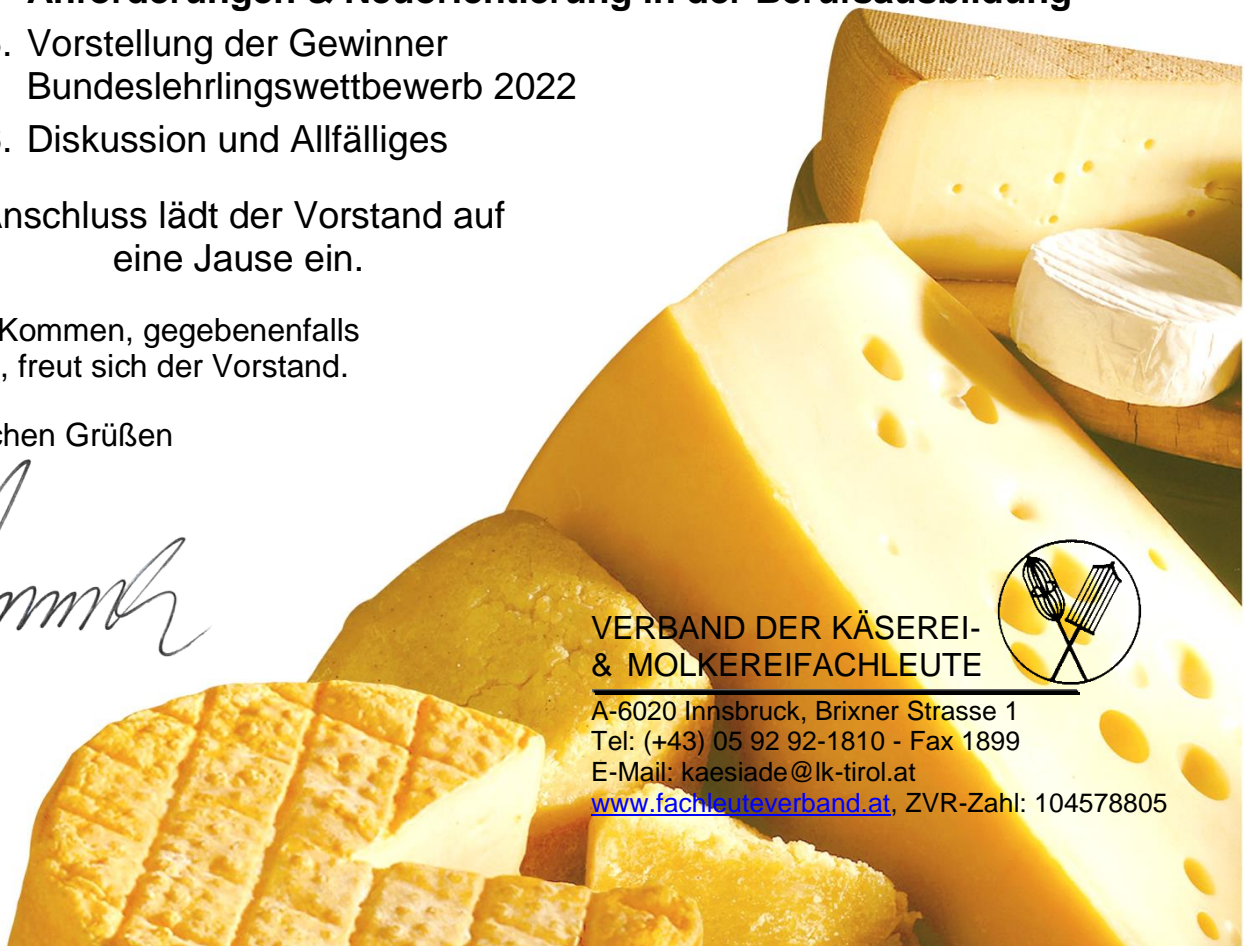 Anforderungen & Neuorientierung in der Berufsausbildung
. Vorstellung der Gewinner
Bundeslehrlingswettbewerb 2022
. Diskussion und Allfälliges
nschluss lädt der Vorstand auf
eine Jause ein.
Kommen, gegebenenfalls
, freut sich der Vorstand.
chen Grüßen
VERBAND DER KÄSEREI-
& MOLKEREIFACHLEUTE
A-6020 Innsbruck, Brixner Strasse 1
Tel: (+43) 05 92 92-1810 - Fax 1899
E-Mail: kaesiade@lk-tirol.at
www.fachleuteverband.at, ZVR-Zahl: 104578805